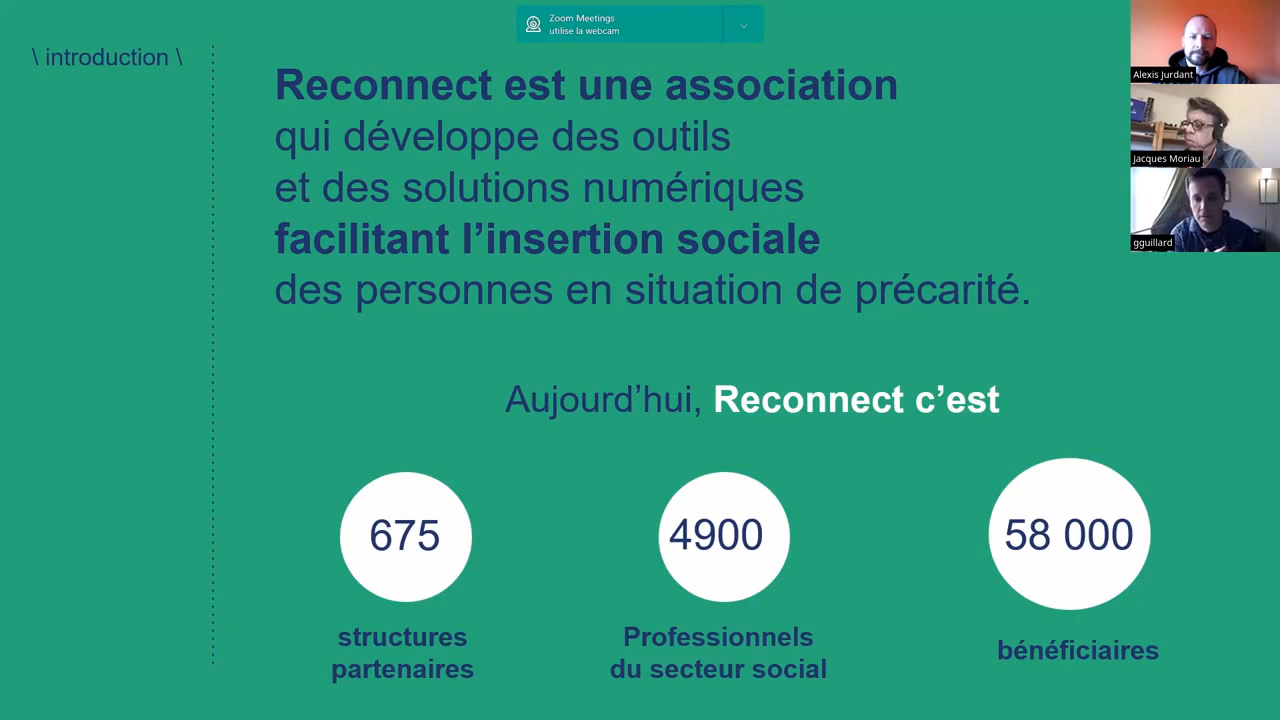 Zoom Meetings
utilise la webcam
\ introduction \
Reconnect est une association
qui développe des outils
et des solutions numériques
facilitant l’insertion sociale
des personnes en situation de précarité.
Aujourd’hui, Reconnect c’est
675
4900
58 000
structures
partenaires
Professionnels
du secteur social
bénéficiaires
Alexis Jurdant
Jacques Moriau
gguillard